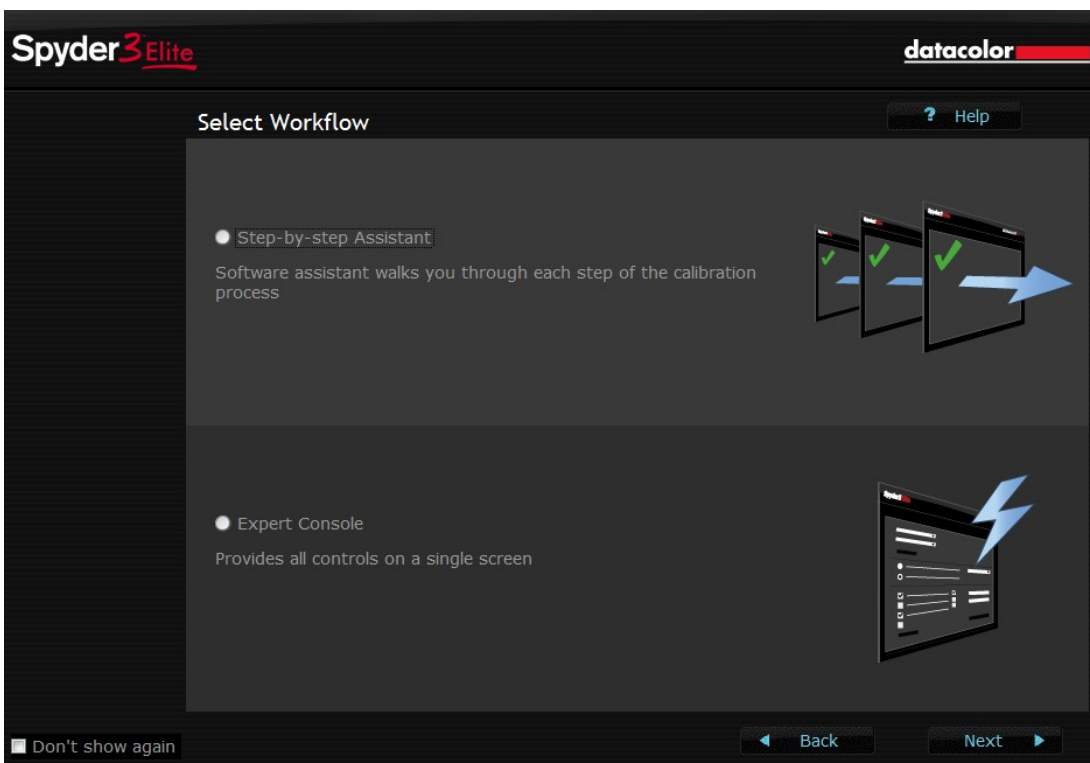 Spyder3Elite
datacolor
Select Workflow
? Help
Step-by-step Assistant
Software assistant walks you through each step of the calibration
process
Expert Console
Provides all controls on a single screen
Don't show again
Back
Next